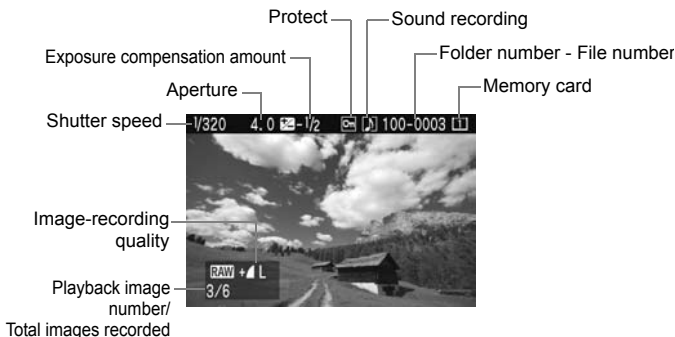 Protect
Sound recording
Exposure compensation amount
Folder number - File number
Aperture
Memory card
Shutter speed
1/320 4.0 -1/2 100-0003 1
Image-recording
quality
RAW + L
3/6
Playback image
number/
Total images recorded